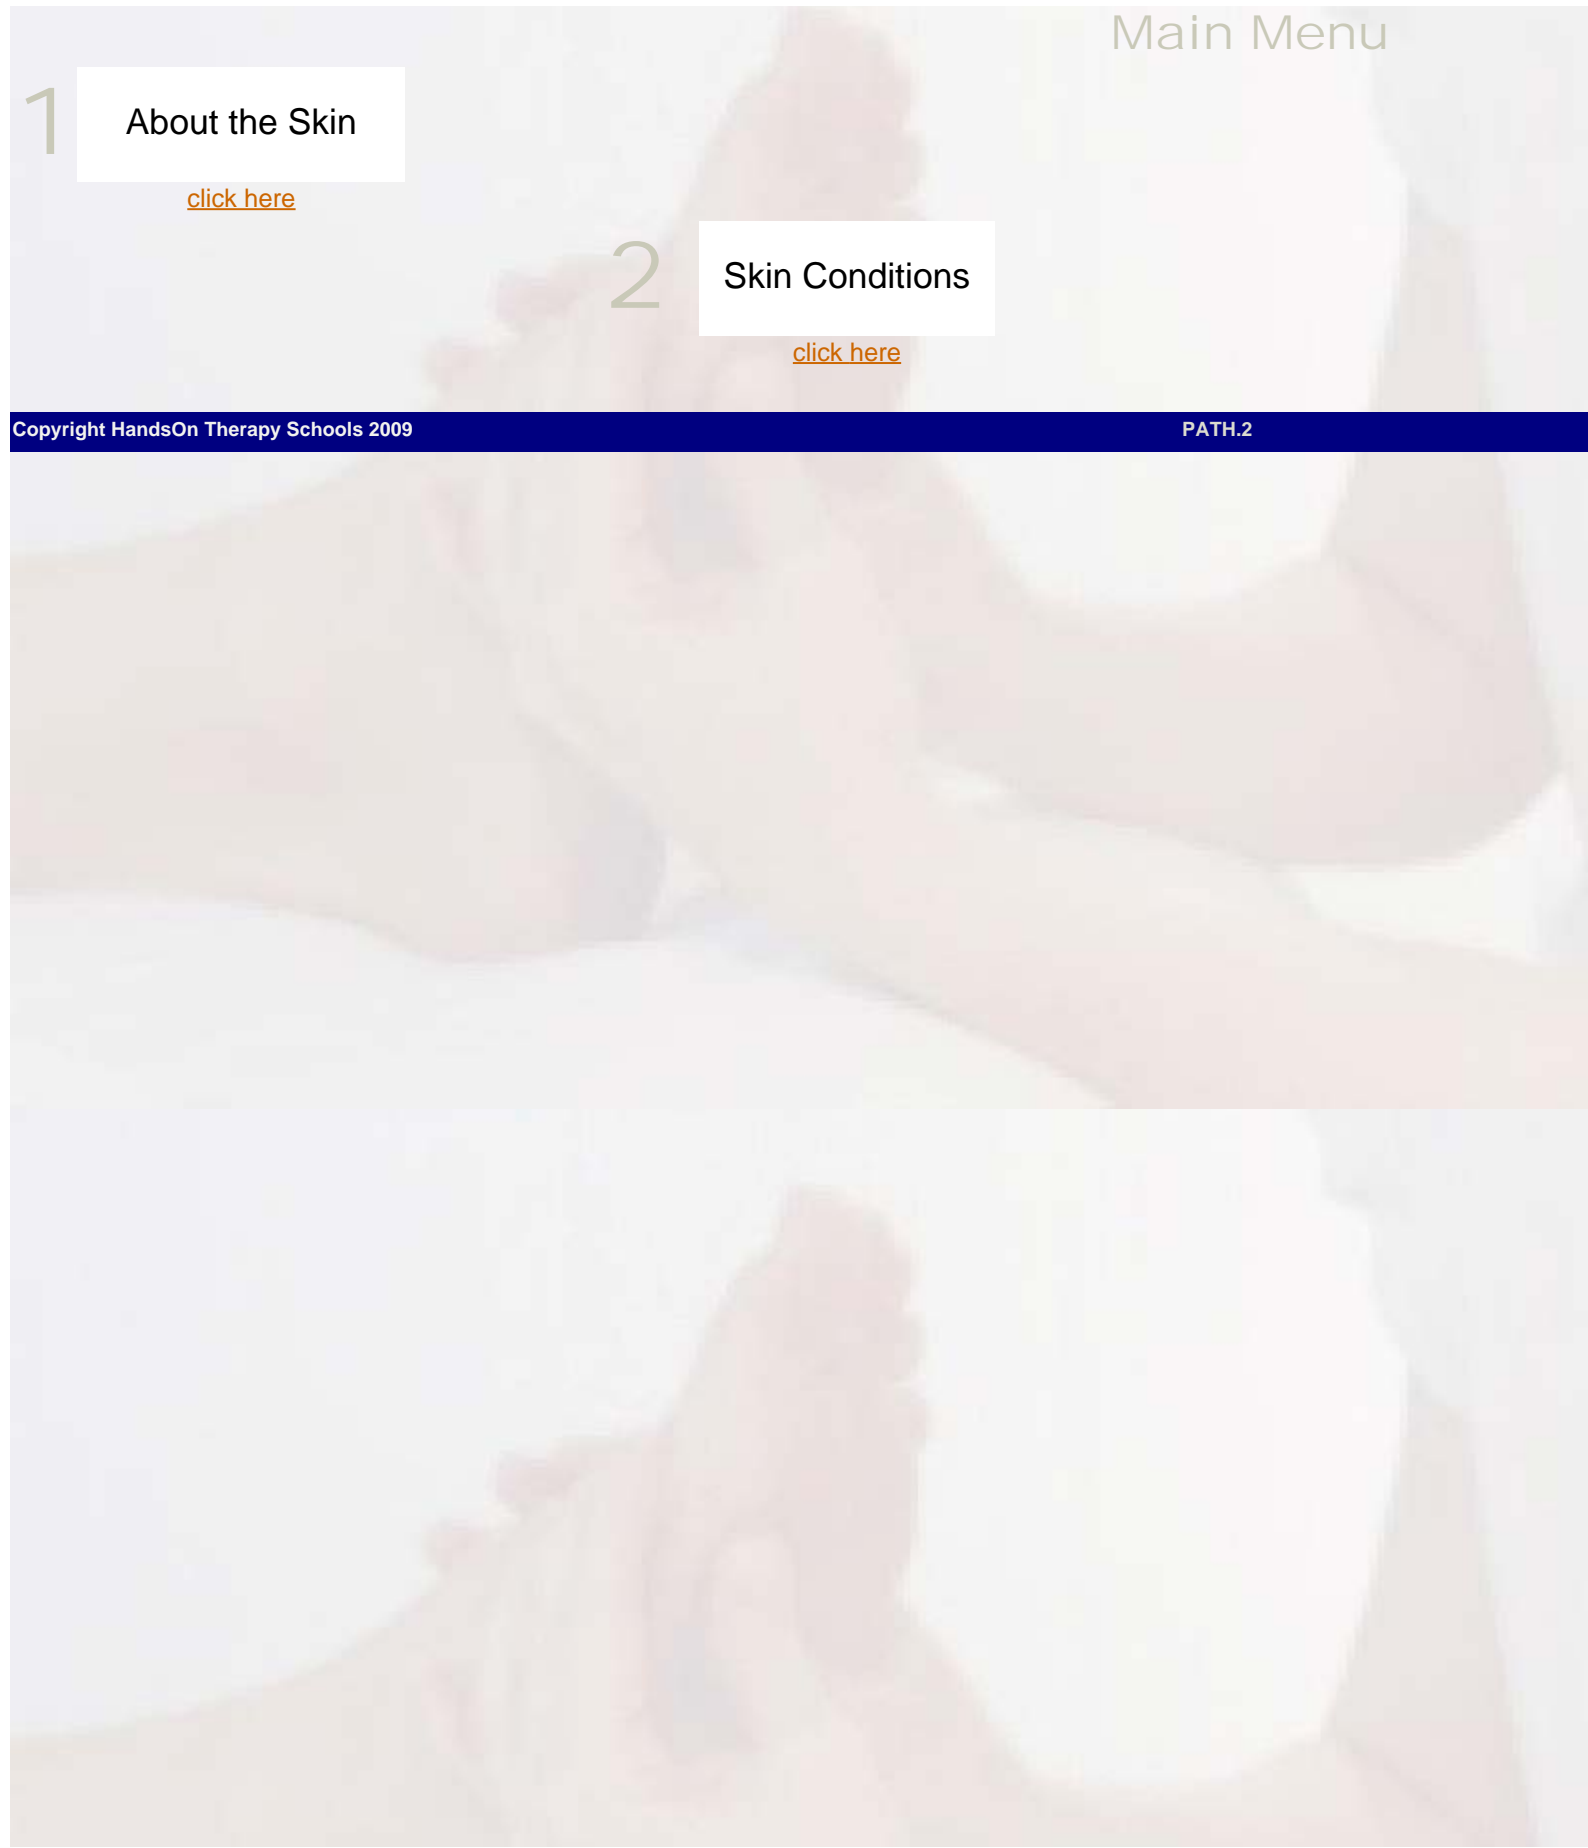 Main Menu
1
About the Skin
click here
2
Skin Conditions
click here
Copyright HandsOn Therapy Schools 2009 PATH.2